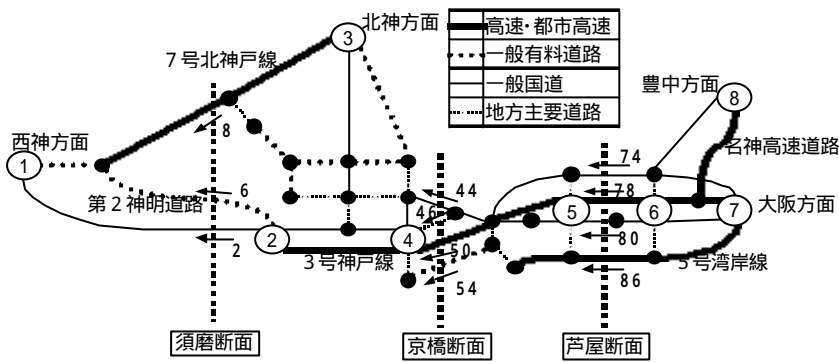 北神方面
3
7号北神戸線
高速・都市高速
一般有料道路
一般国道
地方主要道路
豊中方面
8
名神高速道路
西神方面
1
8
第2神明道路
6
2
2
3号神戸線
4
44
46
50
54
74
78
80
86
5
6
7
大阪方面
5号湾岸線
須磨断面
京橋断面
芦屋断面